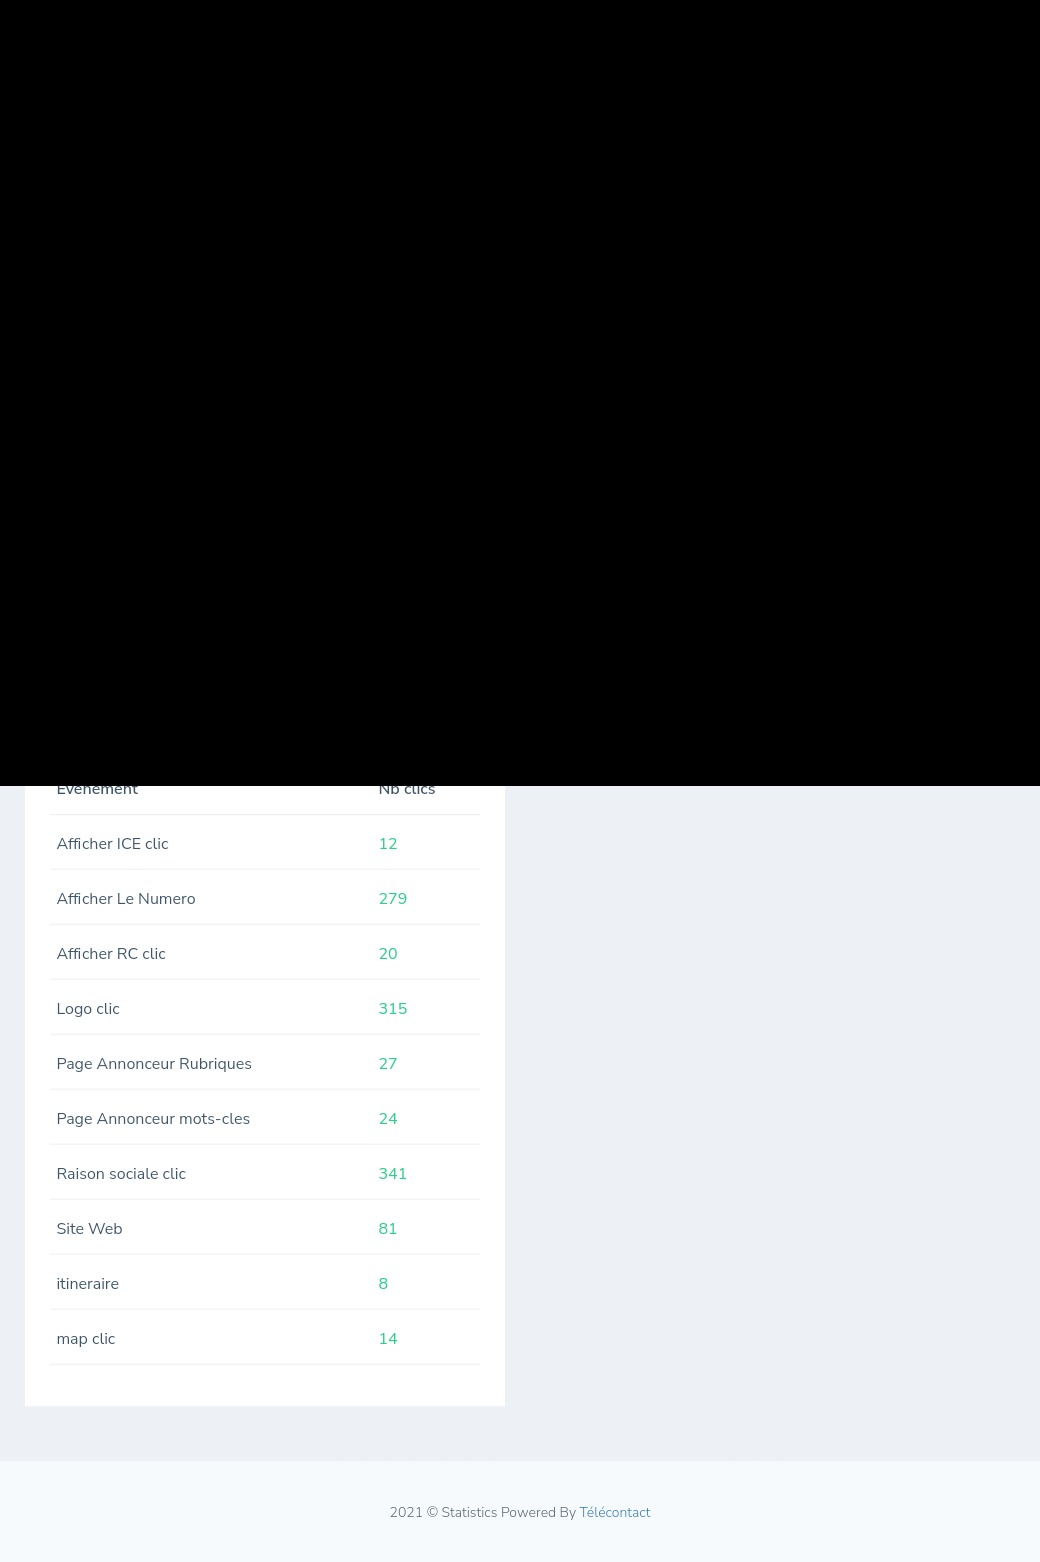 Evénement Nb clics
Afficher ICE clic 12
Afficher Le Numero 279
Afficher RC clic 20
Logo clic 315
Page Annonceur Rubriques 27
Page Annonceur mots-cles 24
Raison sociale clic 341
Site Web 81
itineraire 8
map clic 14
2021 © Statistics Powered By Télécontact